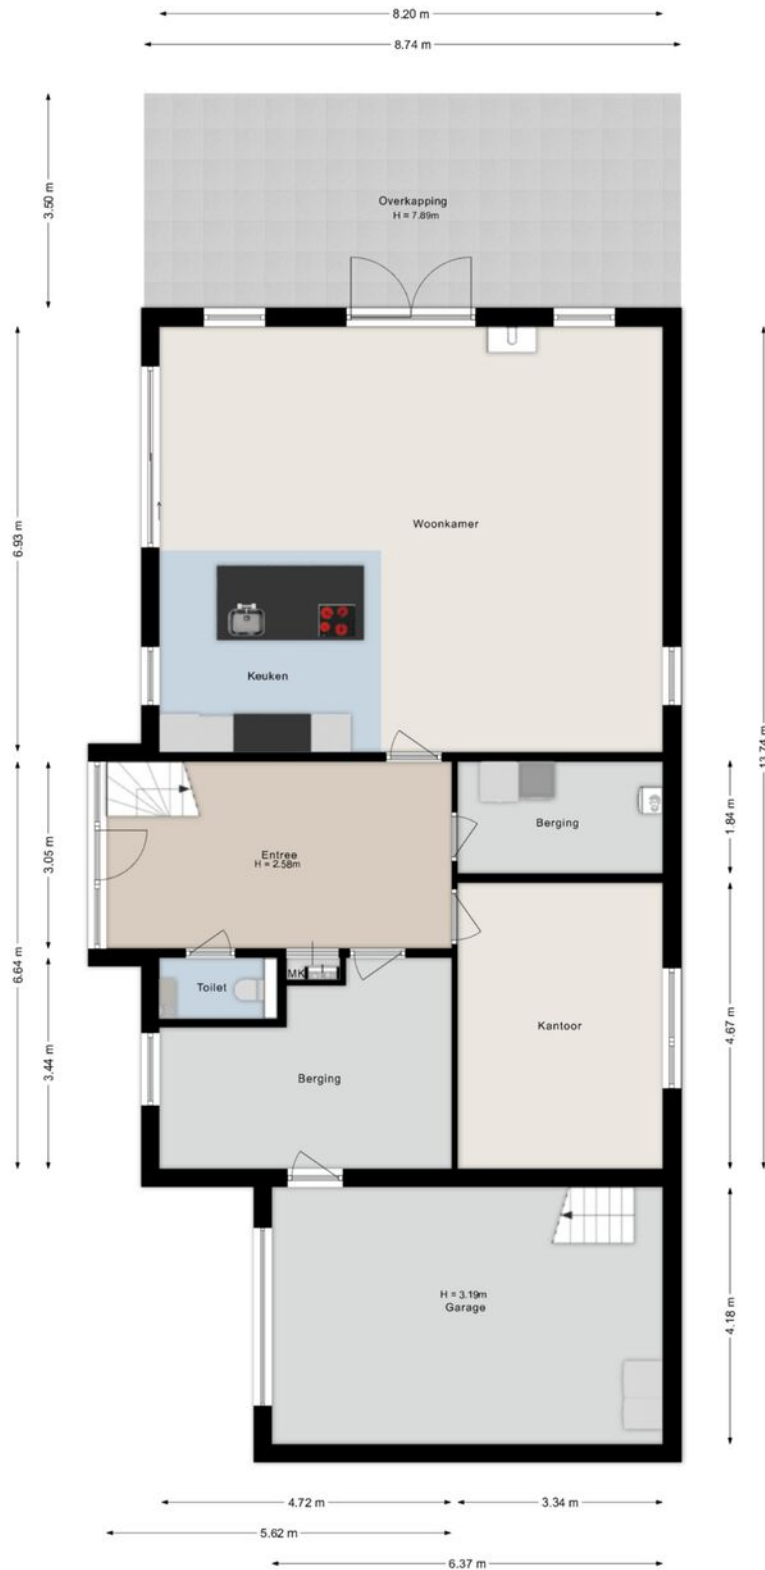 8.20 m
8.74 m
3.50 m
Overkapping
H = 7.89m
Woonkamer
6.93 m
Keuken
13.74 m
Berging
1.84 m
Entree
H = 2.58m
3.05 m
6.64 m
MK
Toilet
Kantoor
4.67 m
3.44 m
Berging
H = 3.19m
Garage
4.18 m
4.72 m
3.34 m
5.62 m
6.37 m